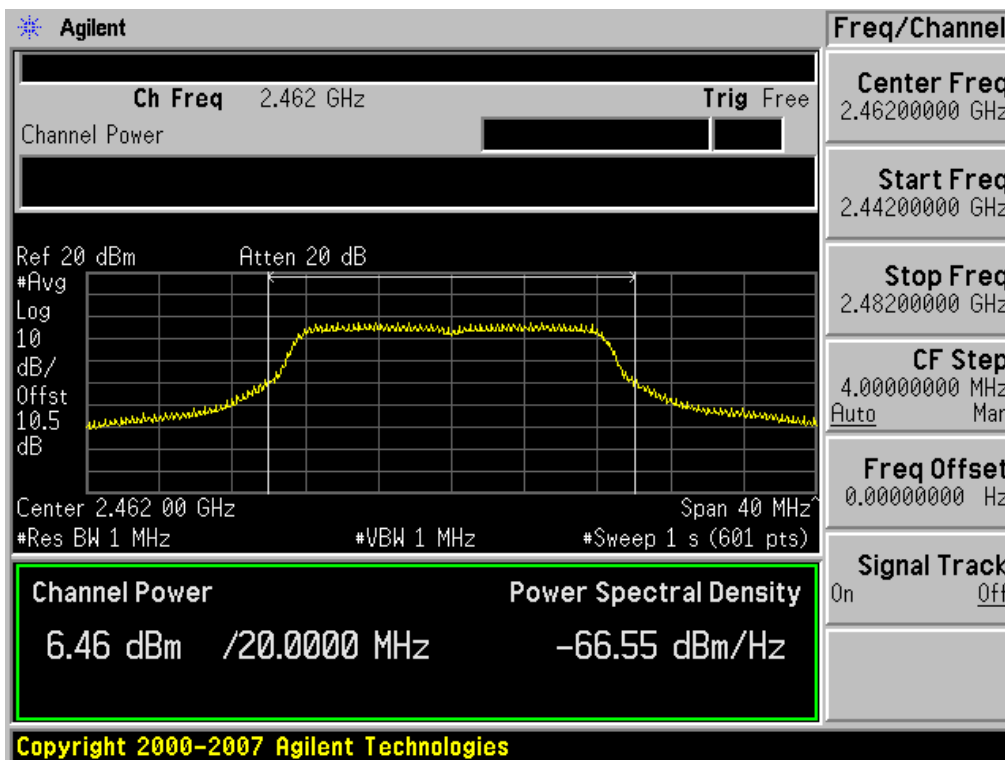 Agilent
Freq/Channel
Ch Freq 2.462 GHz Trig Free
Channel Power
Ref 20 dBm Atten 20 dB
#Avg
Log
10
dB/
Offst
10.5
dB
Center 2.462 00 GHz Span 40 MHz^
#Res BW 1 MHz #VBW 1 MHz #Sweep 1 s (601 pts)
Channel Power Power Spectral Density
6.46 dBm /20.0000 MHz -66.55 dBm/Hz
Copyright 2000-2007 Agilent Technologies
Center Freq
2.46200000 GHz
Start Freq
2.44200000 GHz
Stop Freq
2.48200000 GHz
CF Step
4.00000000 MHz
Auto Man
Freq Offset
0.00000000 Hz
Signal Track
On Off